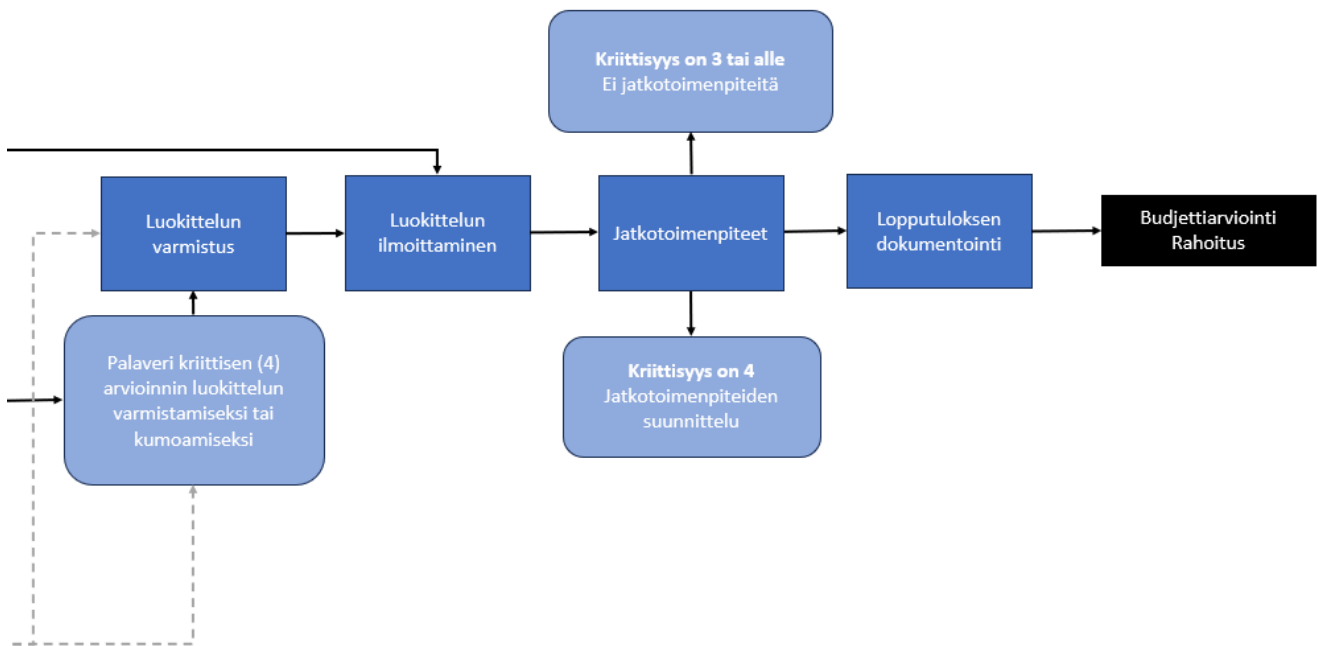 Kriittisyys on 3 tai alle
Ei jatkotoimenpiteitä
Luokittelun
varmistus
Luokittelun
ilmoittaminen
Jatkotoimenpiteet
Lopputuloksen
dokumentointi
Budjettiarviointi
Rahoitus
Palaveri kriittisen (4)
arvioinnin luokittelun
varmistamiseksi tai
kumoamiseksi
Kriittisyys on 4
Jatkotoimenpiteiden
suunnittelu